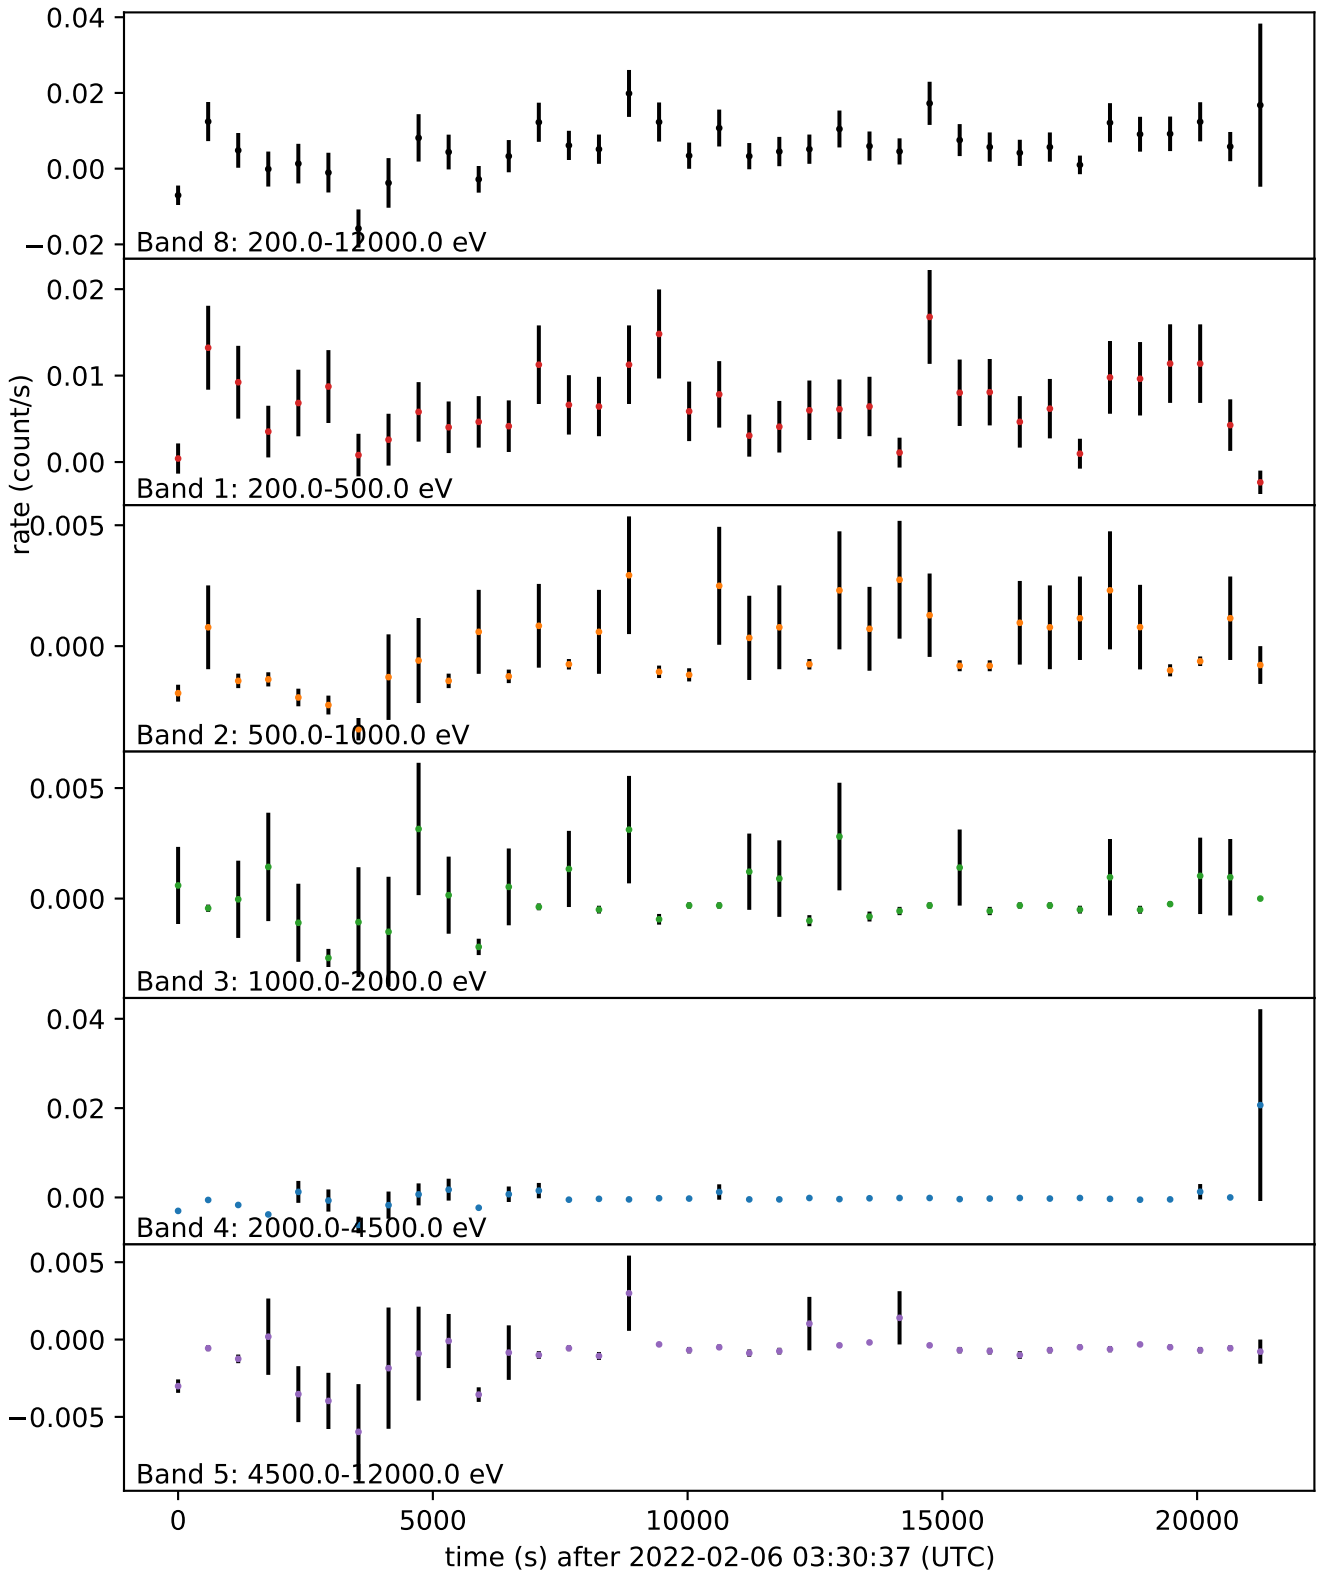 0.04
0.02
0.00
−0.02
Band 8: 200.0-12000.0 eV
0.02
0.01
0.00
Band 1: 200.0-500.0 eV
rate (count/s)
0.005
0.000
Band 2: 500.0-1000.0 eV
0.005
0.000
Band 3: 1000.0-2000.0 eV
0.04
0.02
0.00
Band 4: 2000.0-4500.0 eV
0.005
0.000
−0.005
Band 5: 4500.0-12000.0 eV
0 5000 10000 15000 20000
time (s) after 2022-02-06 03:30:37 (UTC)